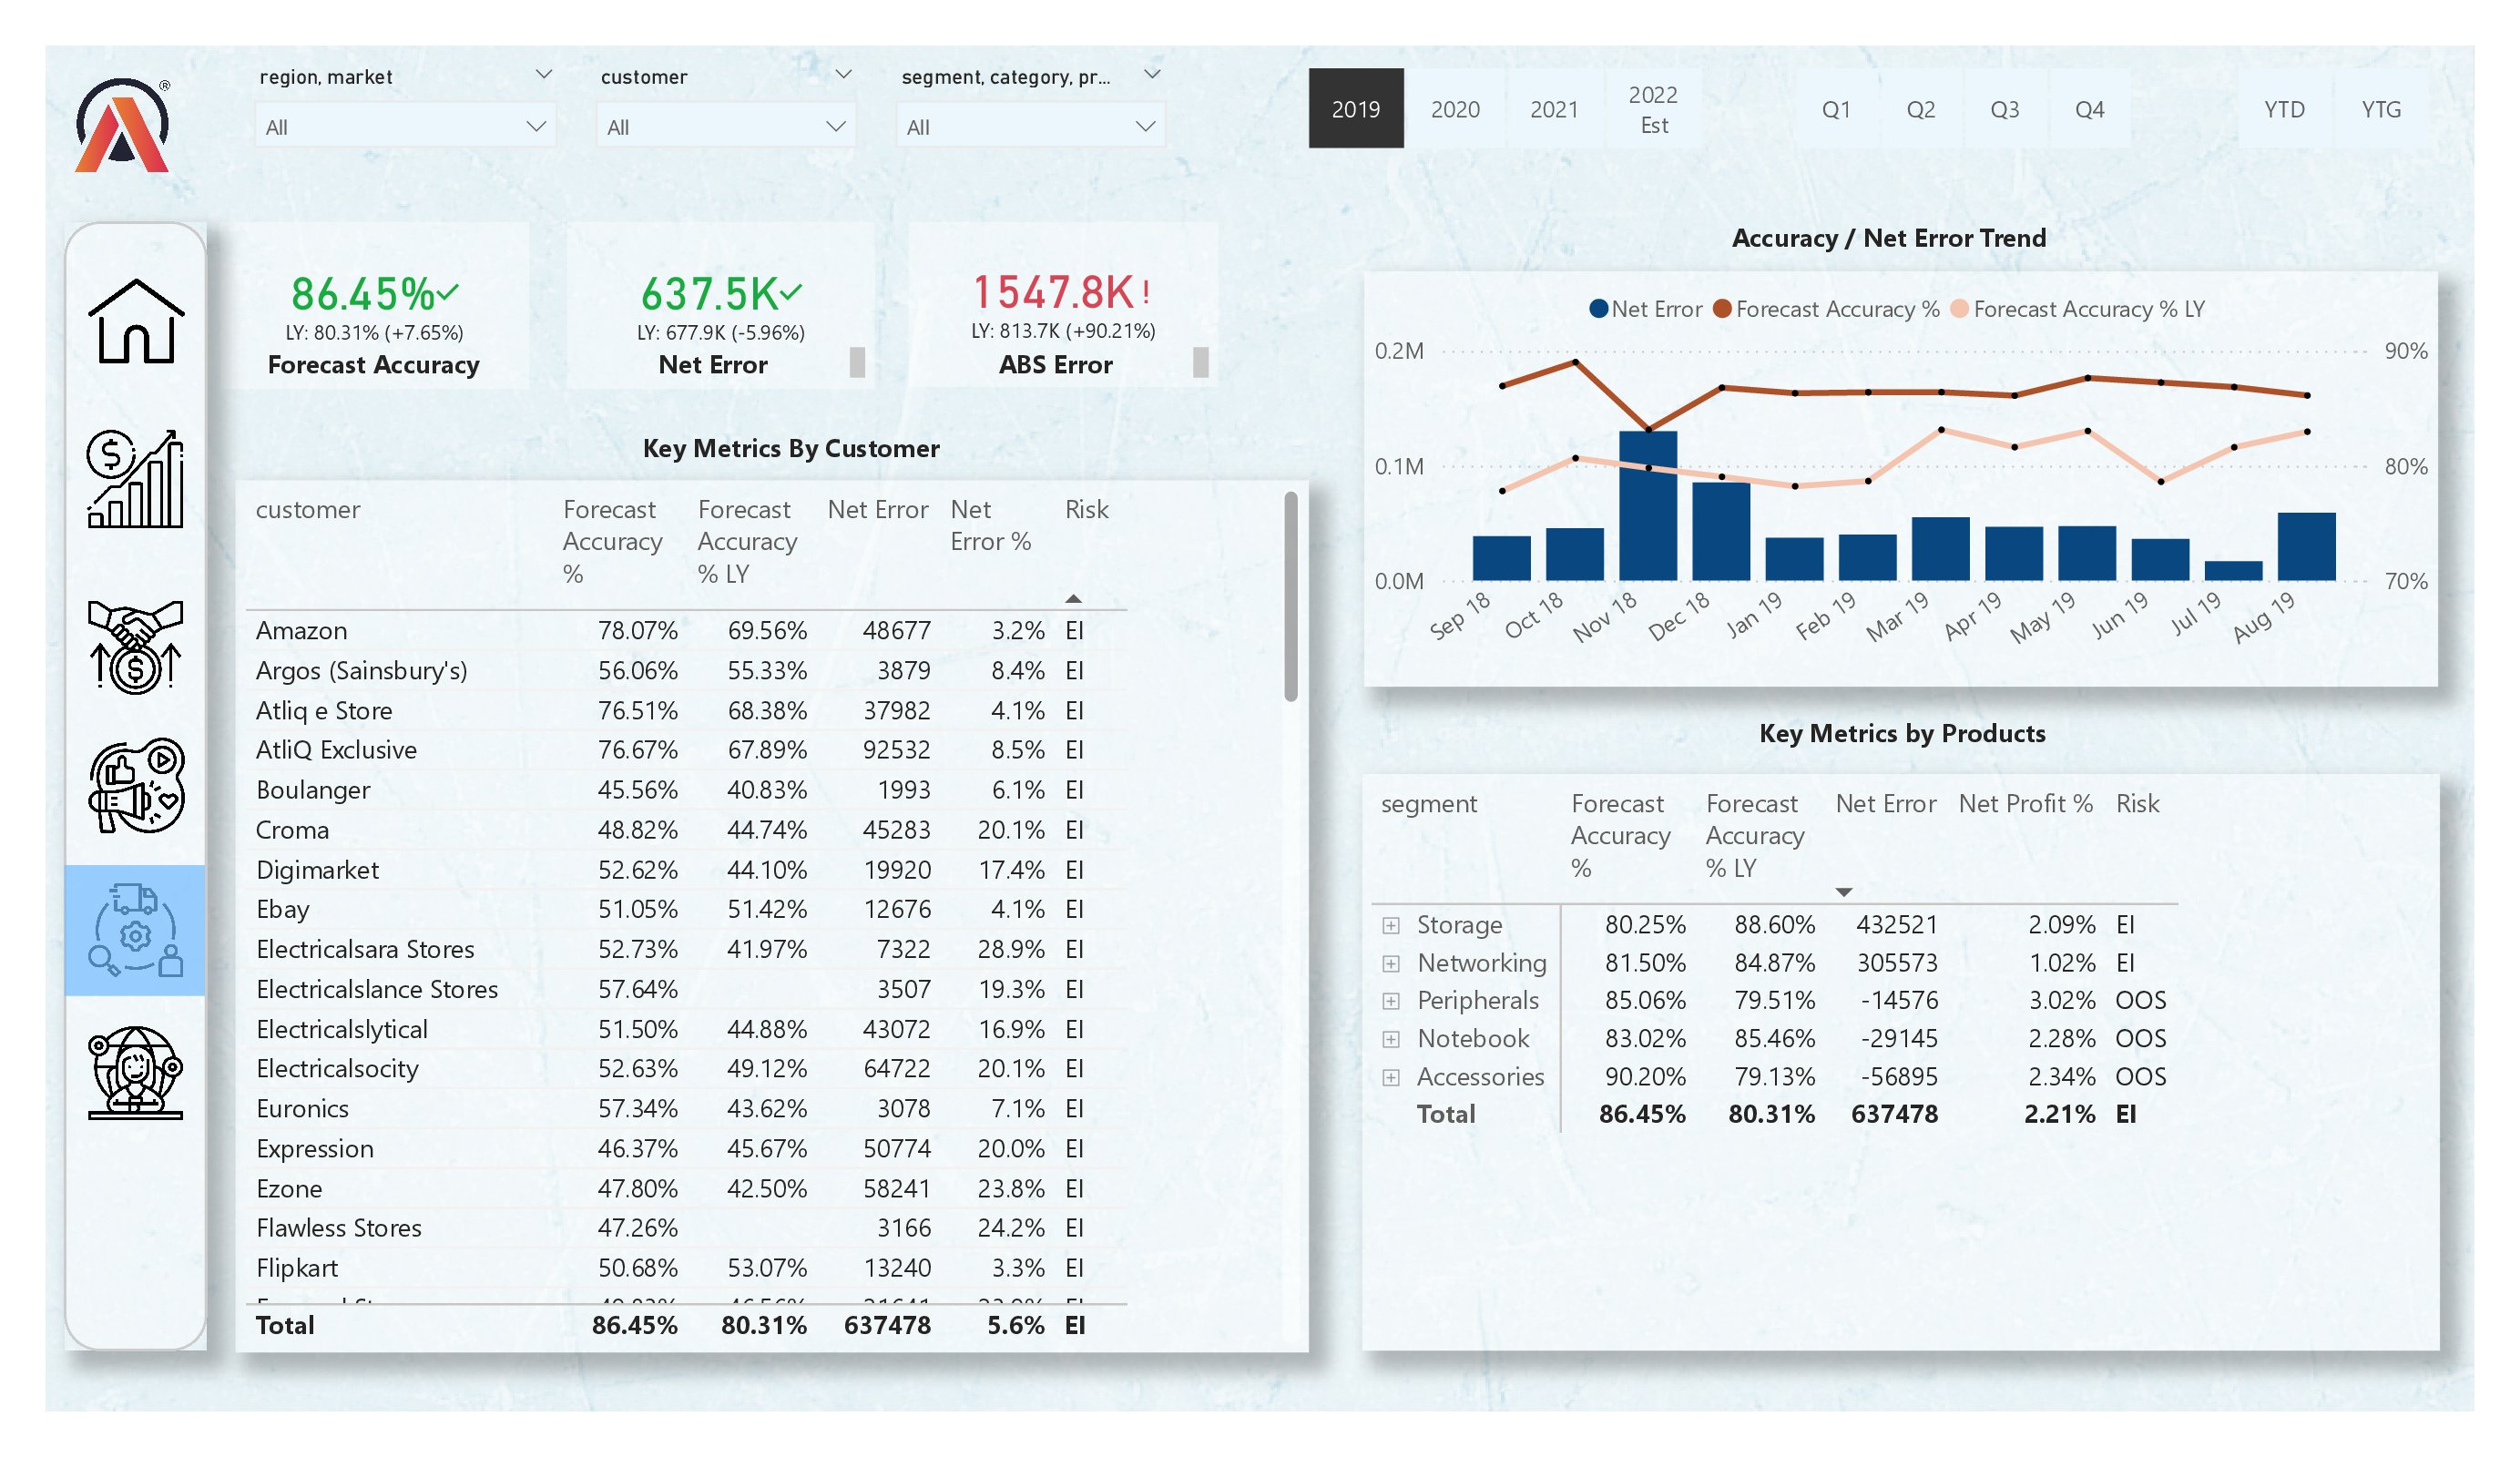 ®
region, market
All
customer
All
segment, category, pr...
All
2019
2020
2021
2022
Est
Q1
Q2
Q3
Q4
YTD
YTG
86.45%
LY: 80.31% (+7.65%)
Forecast Accuracy
637.5K
LY: 677.9K (-5.96%)
Net Error
1547.8K!
LY: 813.7K (+90.21%)
ABS Error
Key Metrics By Customer
customer Forecast Accuracy % Forecast Accuracy % LY Net Error Net Error % Risk
Amazon 78.07% 69.56% 48677 3.2% EI
Argos (Sainsbury's) 56.06% 55.33% 3879 8.4% EI
Atliq e Store 76.51% 68.38% 37982 4.1% EI
AtliQ Exclusive 76.67% 67.89% 92532 8.5% EI
Boulanger 45.56% 40.83% 1993 6.1% EI
Croma 48.82% 44.74% 45283 20.1% EI
Digimarket 52.62% 44.10% 19920 17.4% EI
Ebay 51.05% 51.42% 12676 4.1% EI
Electricalsara Stores 52.73% 41.97% 7322 28.9% EI
Electricalslance Stores 57.64% 3507 19.3% EI
Electricalslytical 51.50% 44.88% 43072 16.9% EI
Electricalsocity 52.63% 49.12% 64722 20.1% EI
Euronics 57.34% 43.62% 3078 7.1% EI
Expression 46.37% 45.67% 50774 20.0% EI
Ezone 47.80% 42.50% 58241 23.8% EI
Flawless Stores 47.26% 3166 24.2% EI
Flipkart 50.68% 53.07% 13240 3.3% EI
Total 86.45% 80.31% 637478 5.6% EI
Accuracy / Net Error Trend
Net Error Forecast Accuracy % Forecast Accuracy % LY
0.2M
0.1M
0.0M
90%
80%
70%
Sep 18
Oct 18
Nov 18
Dec 18
Jan 19
Feb 19
Mar 19
Apr 19
May 19
Jun 19
Jul 19
Aug 19
Key Metrics by Products
segment Forecast Accuracy % Forecast Accuracy % LY Net Error Net Profit % Risk
Storage 80.25% 88.60% 432521 2.09% EI
Networking 81.50% 84.87% 305573 1.02% EI
Peripherals 85.06% 79.51% -14576 3.02% OOS
Notebook 83.02% 85.46% -29145 2.28% OOS
Accessories 90.20% 79.13% -56895 2.34% OOS
Total 86.45% 80.31% 637478 2.21% EI